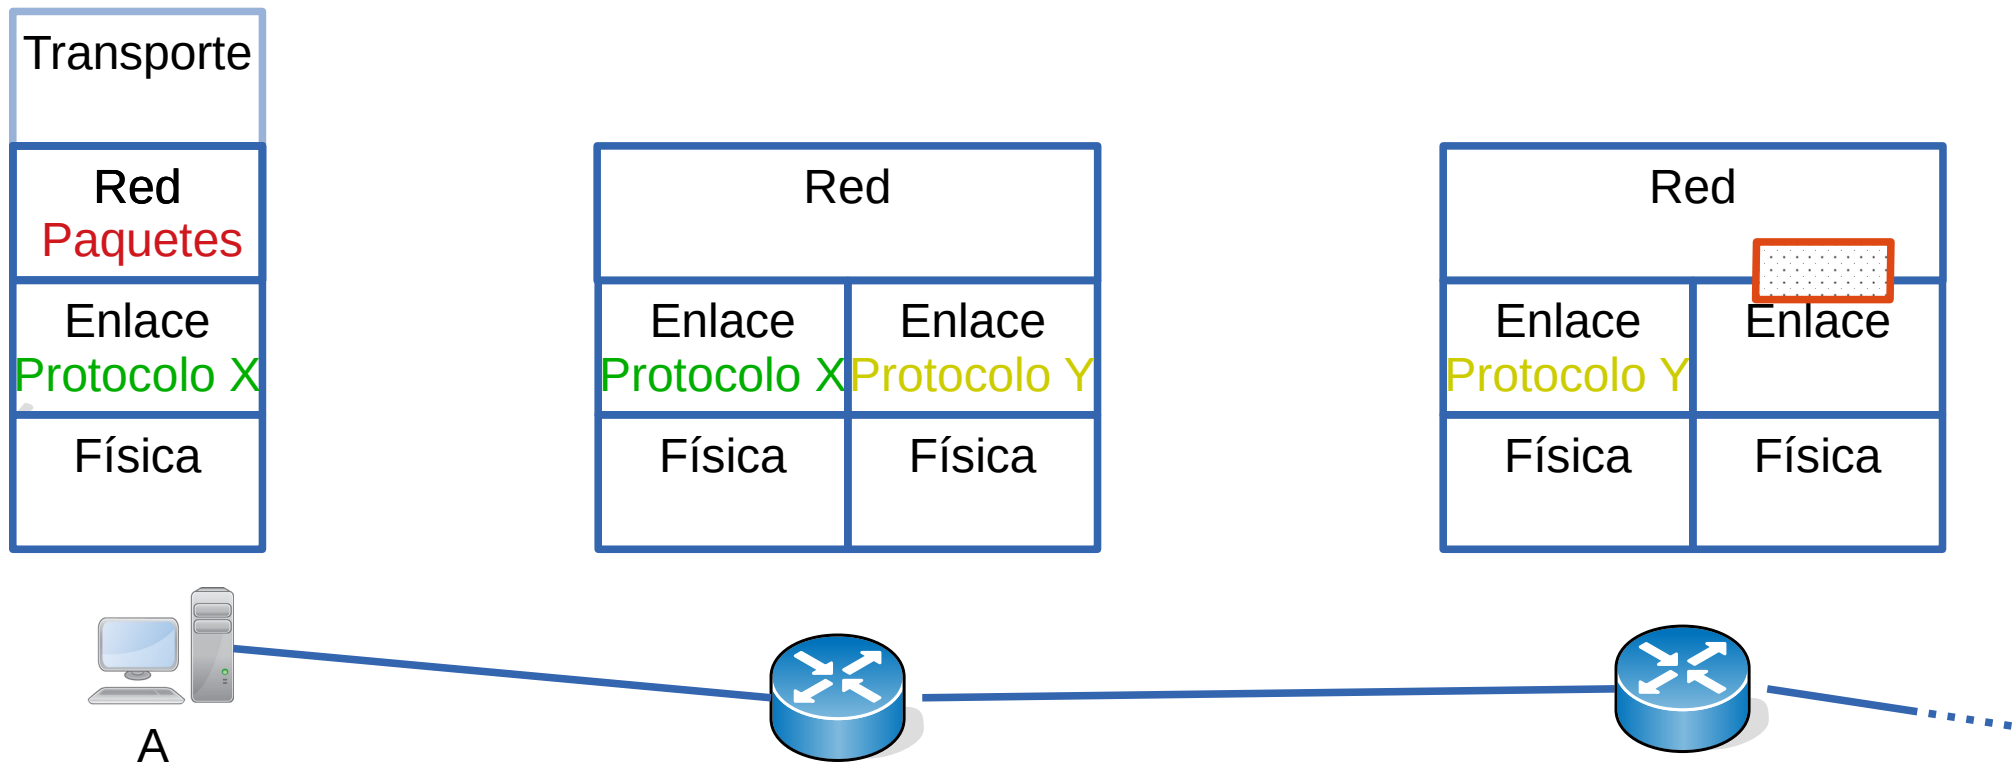 Transporte
Red
Paquetes
Enlace
Protocolo X
Física
Red
Enlace
Protocolo X
Enlace
Protocolo Y
Física
Física
Red
Enlace
Protocolo Y
Enlace
Física
Física
A